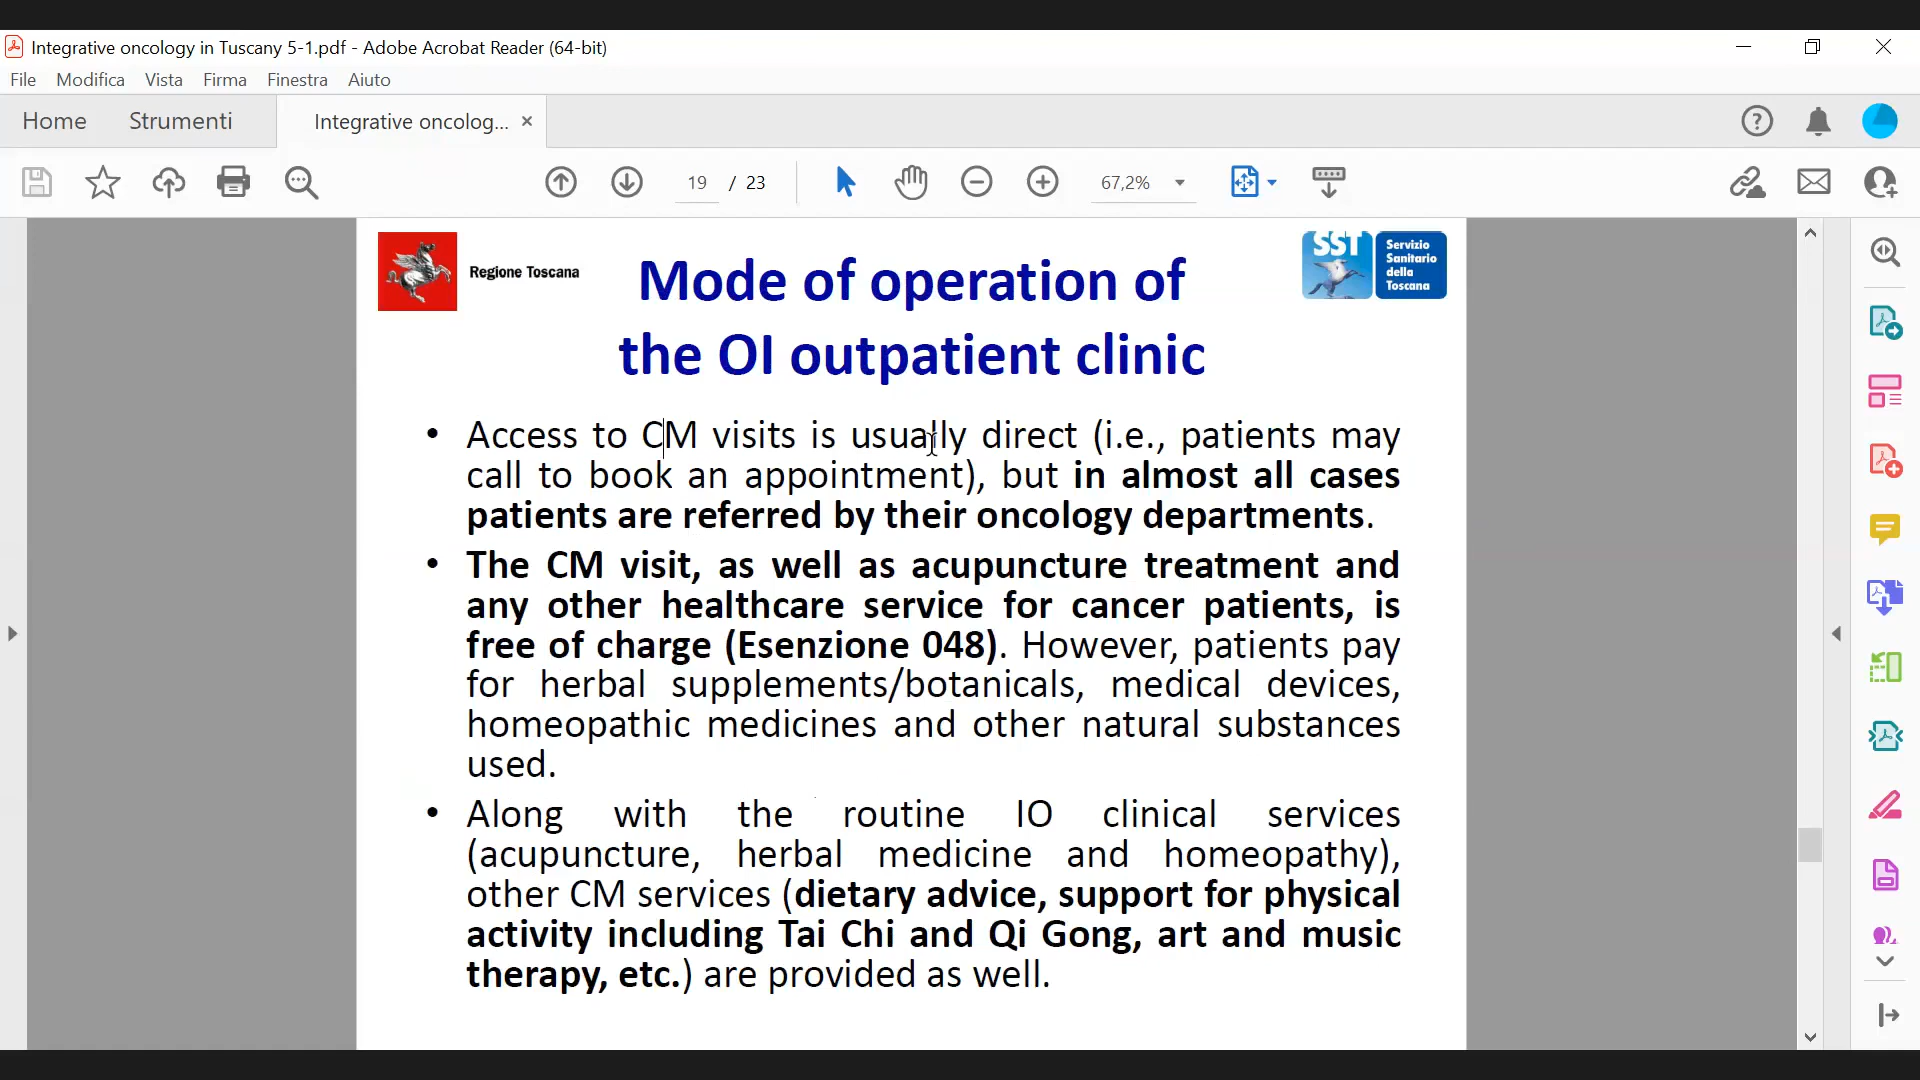 Integrative oncology in Tuscany 5-1.pdf - Adobe Acrobat Reader (64-bit)
File Modifica Vista Firma Finestra Aiuto
Home Strumenti Integrative oncolog... ×
19 / 23 67,2%
Regione Toscana
SST
Servizio
Sanitario
della
Toscana
Mode of operation of
the OI outpatient clinic
• Access to CM visits is usually direct (i.e., patients may
call to book an appointment), but in almost all cases
patients are referred by their oncology departments.
• The CM visit, as well as acupuncture treatment and
any other healthcare service for cancer patients, is
free of charge (Esenzione 048). However, patients pay
for herbal supplements/botanicals, medical devices,
homeopathic medicines and other natural substances
used.
• Along with the routine IO clinical services
(acupuncture, herbal medicine and homeopathy),
other CM services (dietary advice, support for physical
activity including Tai Chi and Qi Gong, art and music
therapy, etc.) are provided as well.